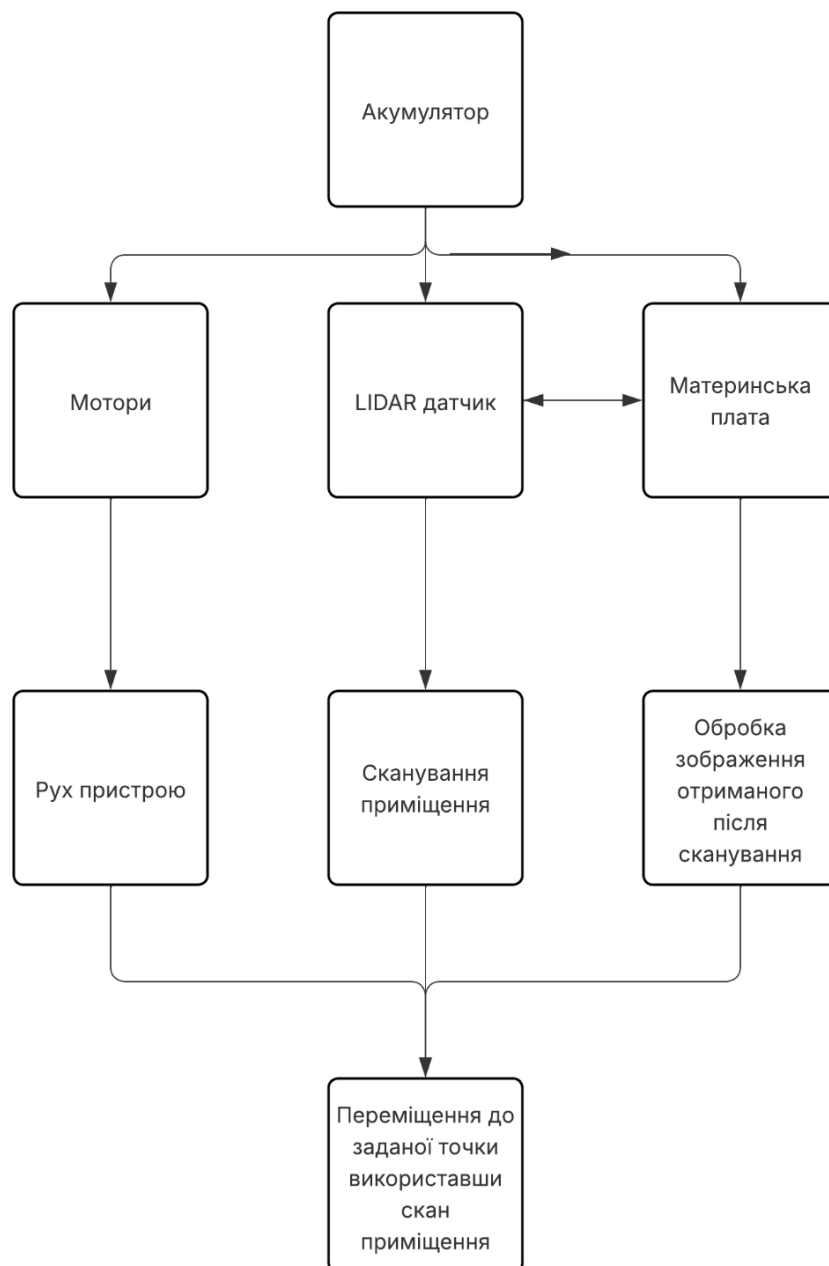 Акумулятор
Мотори
LIDAR датчик
Материнська
плата
Рух пристрою
Сканування
приміщення
Обробка
зображення
отриманого
після
сканування
Переміщення до
заданої точки
використавши
скан
приміщення